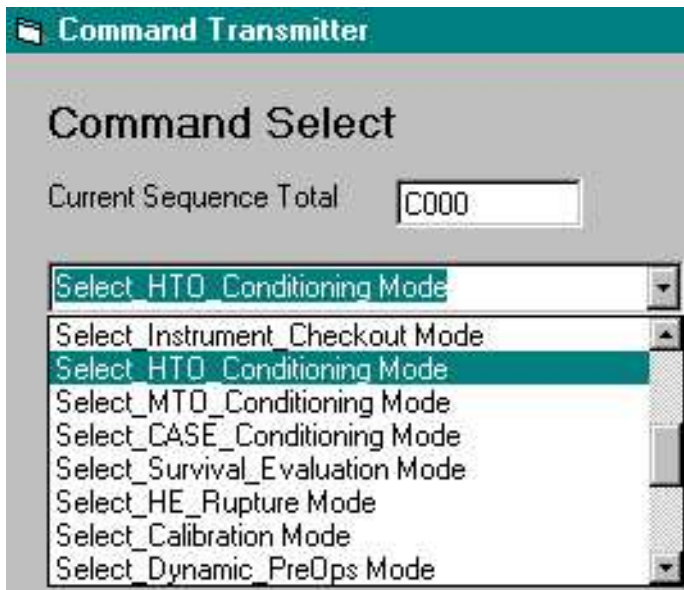 Command Transmitter
Command Select
Current Sequence Total C000
Select_HTO_Conditioning Mode
Select_Instrument_Checkout Mode
Select_HTO_Conditioning Mode
Select_MTO_Conditioning Mode
Select_CASE_Conditioning Mode
Select_Survival_Evaluation Mode
Select_HE_Rupture Mode
Select_Calibration Mode
Select_Dynamic_PreOps Mode